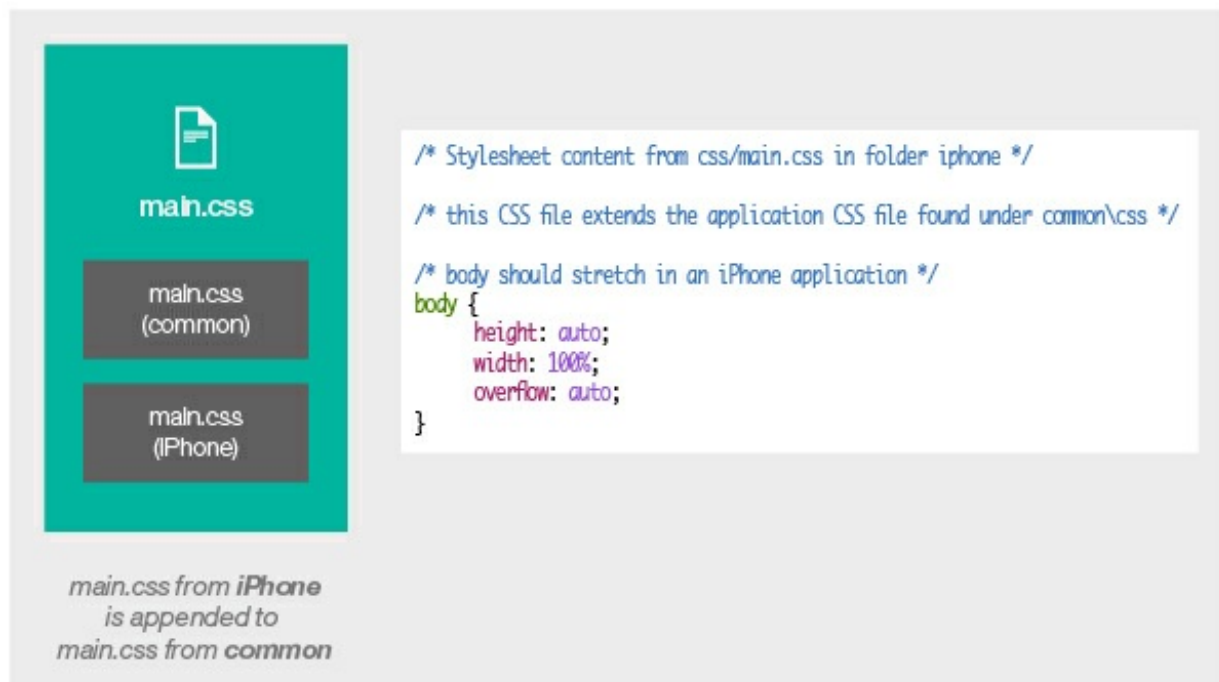 main.css
main.css
(common)
main.css
(iPhone)
main.css from iPhone
is appended to
main.css from common
/* Stylesheet content from css/main.css in folder iphone */
/* this CSS file extends the application CSS file found under common\css */
/* body should stretch in an iPhone application */
body {
height: auto;
width: 100%;
overflow: auto;
}